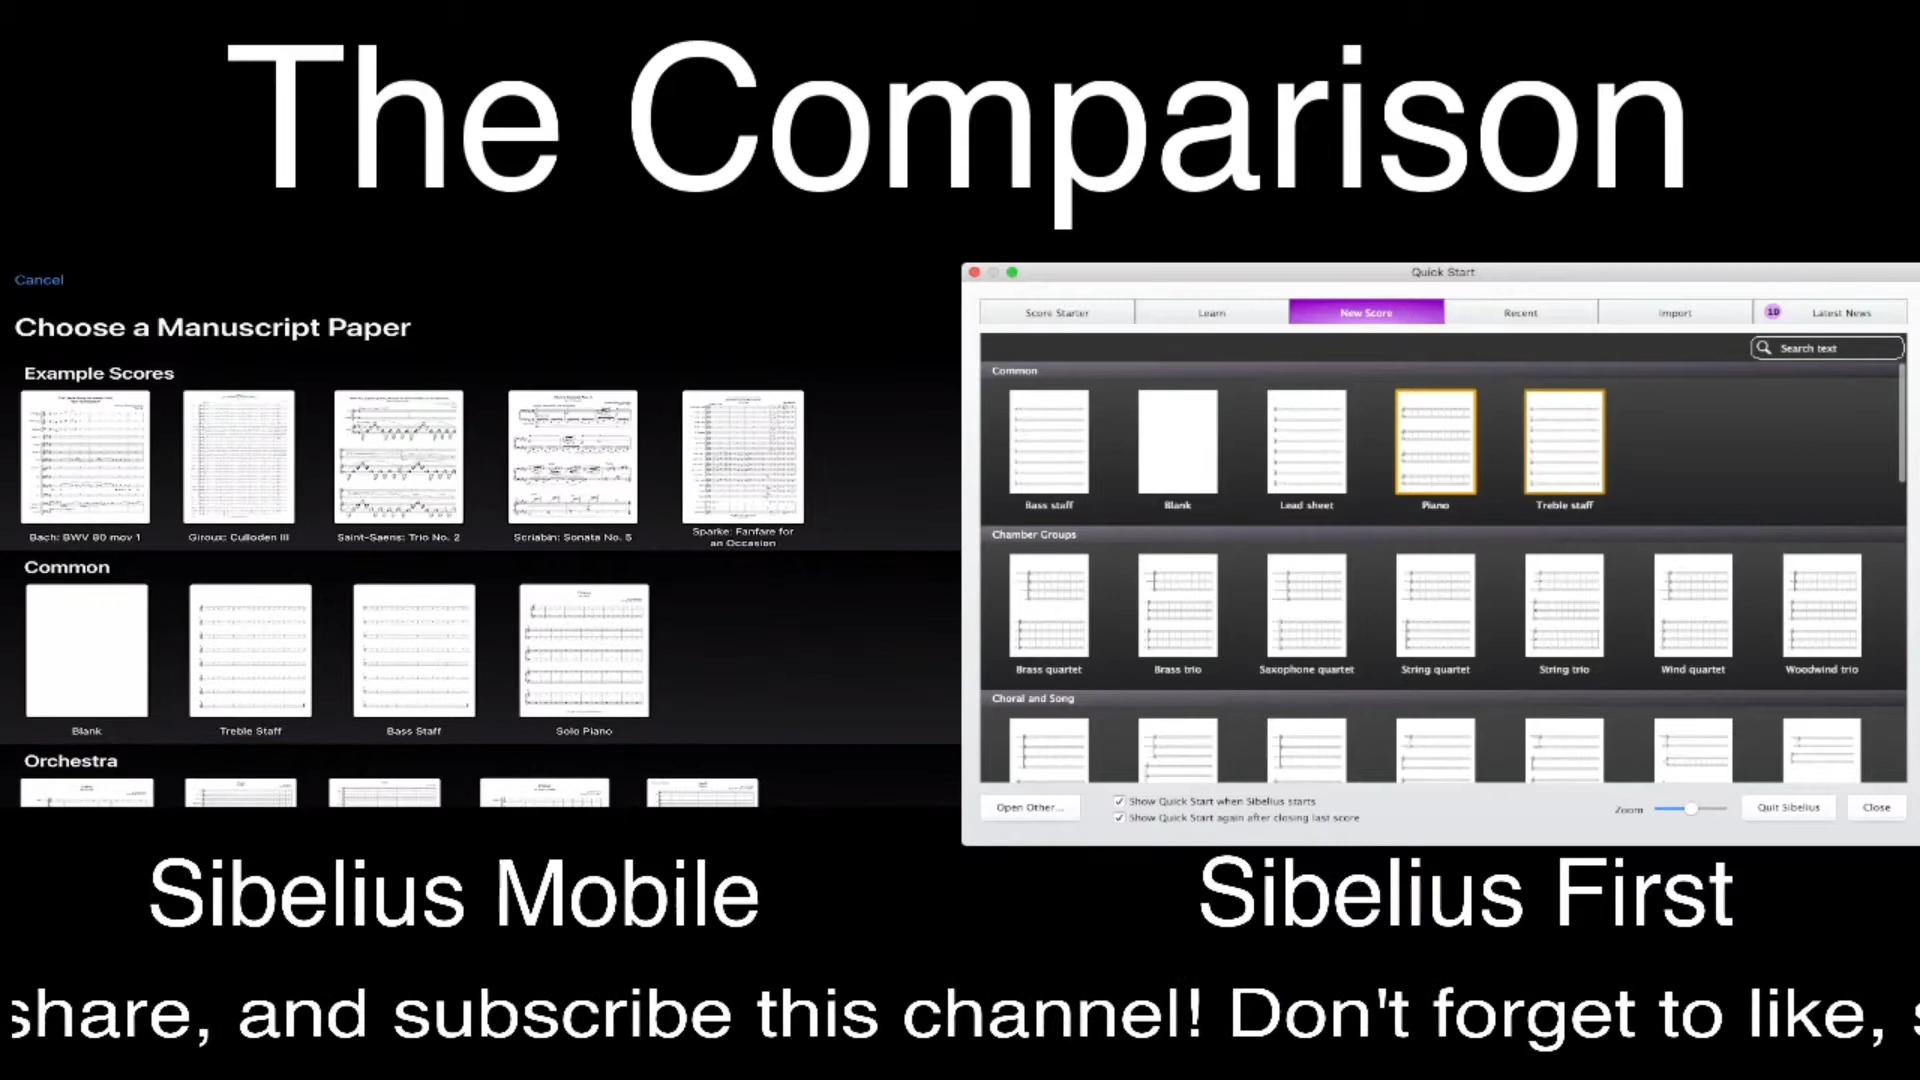 The Comparison
Cancel
Choose a Manuscript Paper
Example Scores
Bach: BWV 80 mov 1
Giroux: Culloden III
Saint-Saens: Trio No. 2
Scriabin: Sonata No. 5
Sparke: Fanfare for
an Occasion
Common
Blank
Treble Staff
Bass Staff
Solo Piano
Orchestra
Quick Start
Score Starter
Learn
New Score
Recent
Import
10 Latest News
Search text
Common
Bass staff
Blank
Lead sheet
Piano
Treble staff
Chamber Groups
Brass quartet
Brass trio
Saxophone quartet
String quartet
String trio
Wind quartet
Woodwind trio
Choral and Song
Open Other...
Show Quick Start when Sibelius starts
Show Quick Start again after closing last score
Zoom
Quit Sibelius
Close
Sibelius Mobile
Sibelius First
share, and subscribe this channel! Don't forget to like, s